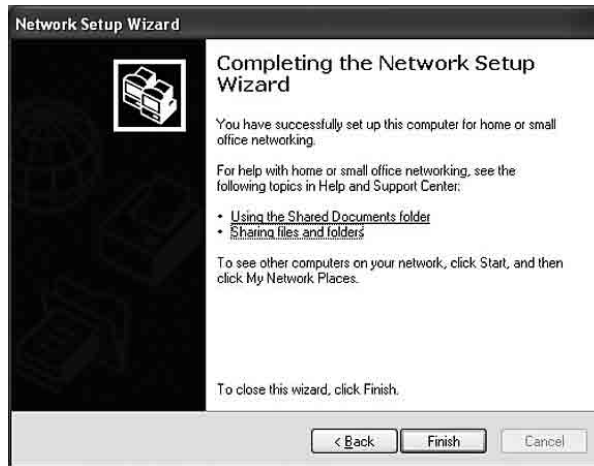 Network Setup Wizard
Completing the Network Setup
Wizard
You have successfully set up this computer for home or small
office networking.
For help with home or small office networking, see the
following topics in Help and Support Center:
• Using the Shared Documents folder
• Sharing files and folders
To see other computers on your network, click Start, and then
click My Network Places.
To close this wizard, click Finish.
< Back Finish Cancel